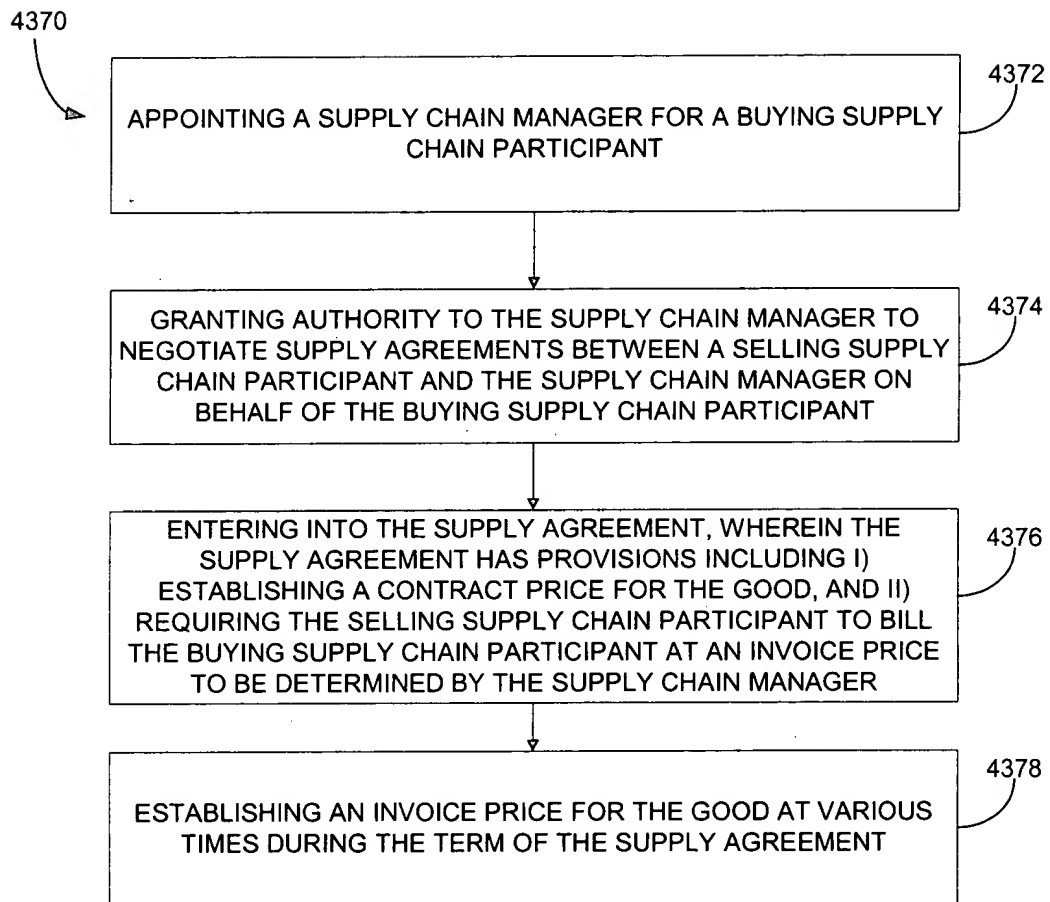 4370
4372
APPOINTING A SUPPLY CHAIN MANAGER FOR A BUYING SUPPLY
CHAIN PARTICIPANT
4374
GRANTING AUTHORITY TO THE SUPPLY CHAIN MANAGER TO
NEGOTIATE SUPPLY AGREEMENTS BETWEEN A SELLING SUPPLY
CHAIN PARTICIPANT AND THE SUPPLY CHAIN MANAGER ON
BEHALF OF THE BUYING SUPPLY CHAIN PARTICIPANT
4376
ENTERING INTO THE SUPPLY AGREEMENT, WHEREIN THE
SUPPLY AGREEMENT HAS PROVISIONS INCLUDING I)
ESTABLISHING A CONTRACT PRICE FOR THE GOOD, AND II)
REQUIRING THE SELLING SUPPLY CHAIN PARTICIPANT TO BILL
THE BUYING SUPPLY CHAIN PARTICIPANT AT AN INVOICE PRICE
TO BE DETERMINED BY THE SUPPLY CHAIN MANAGER
4378
ESTABLISHING AN INVOICE PRICE FOR THE GOOD AT VARIOUS
TIMES DURING THE TERM OF THE SUPPLY AGREEMENT